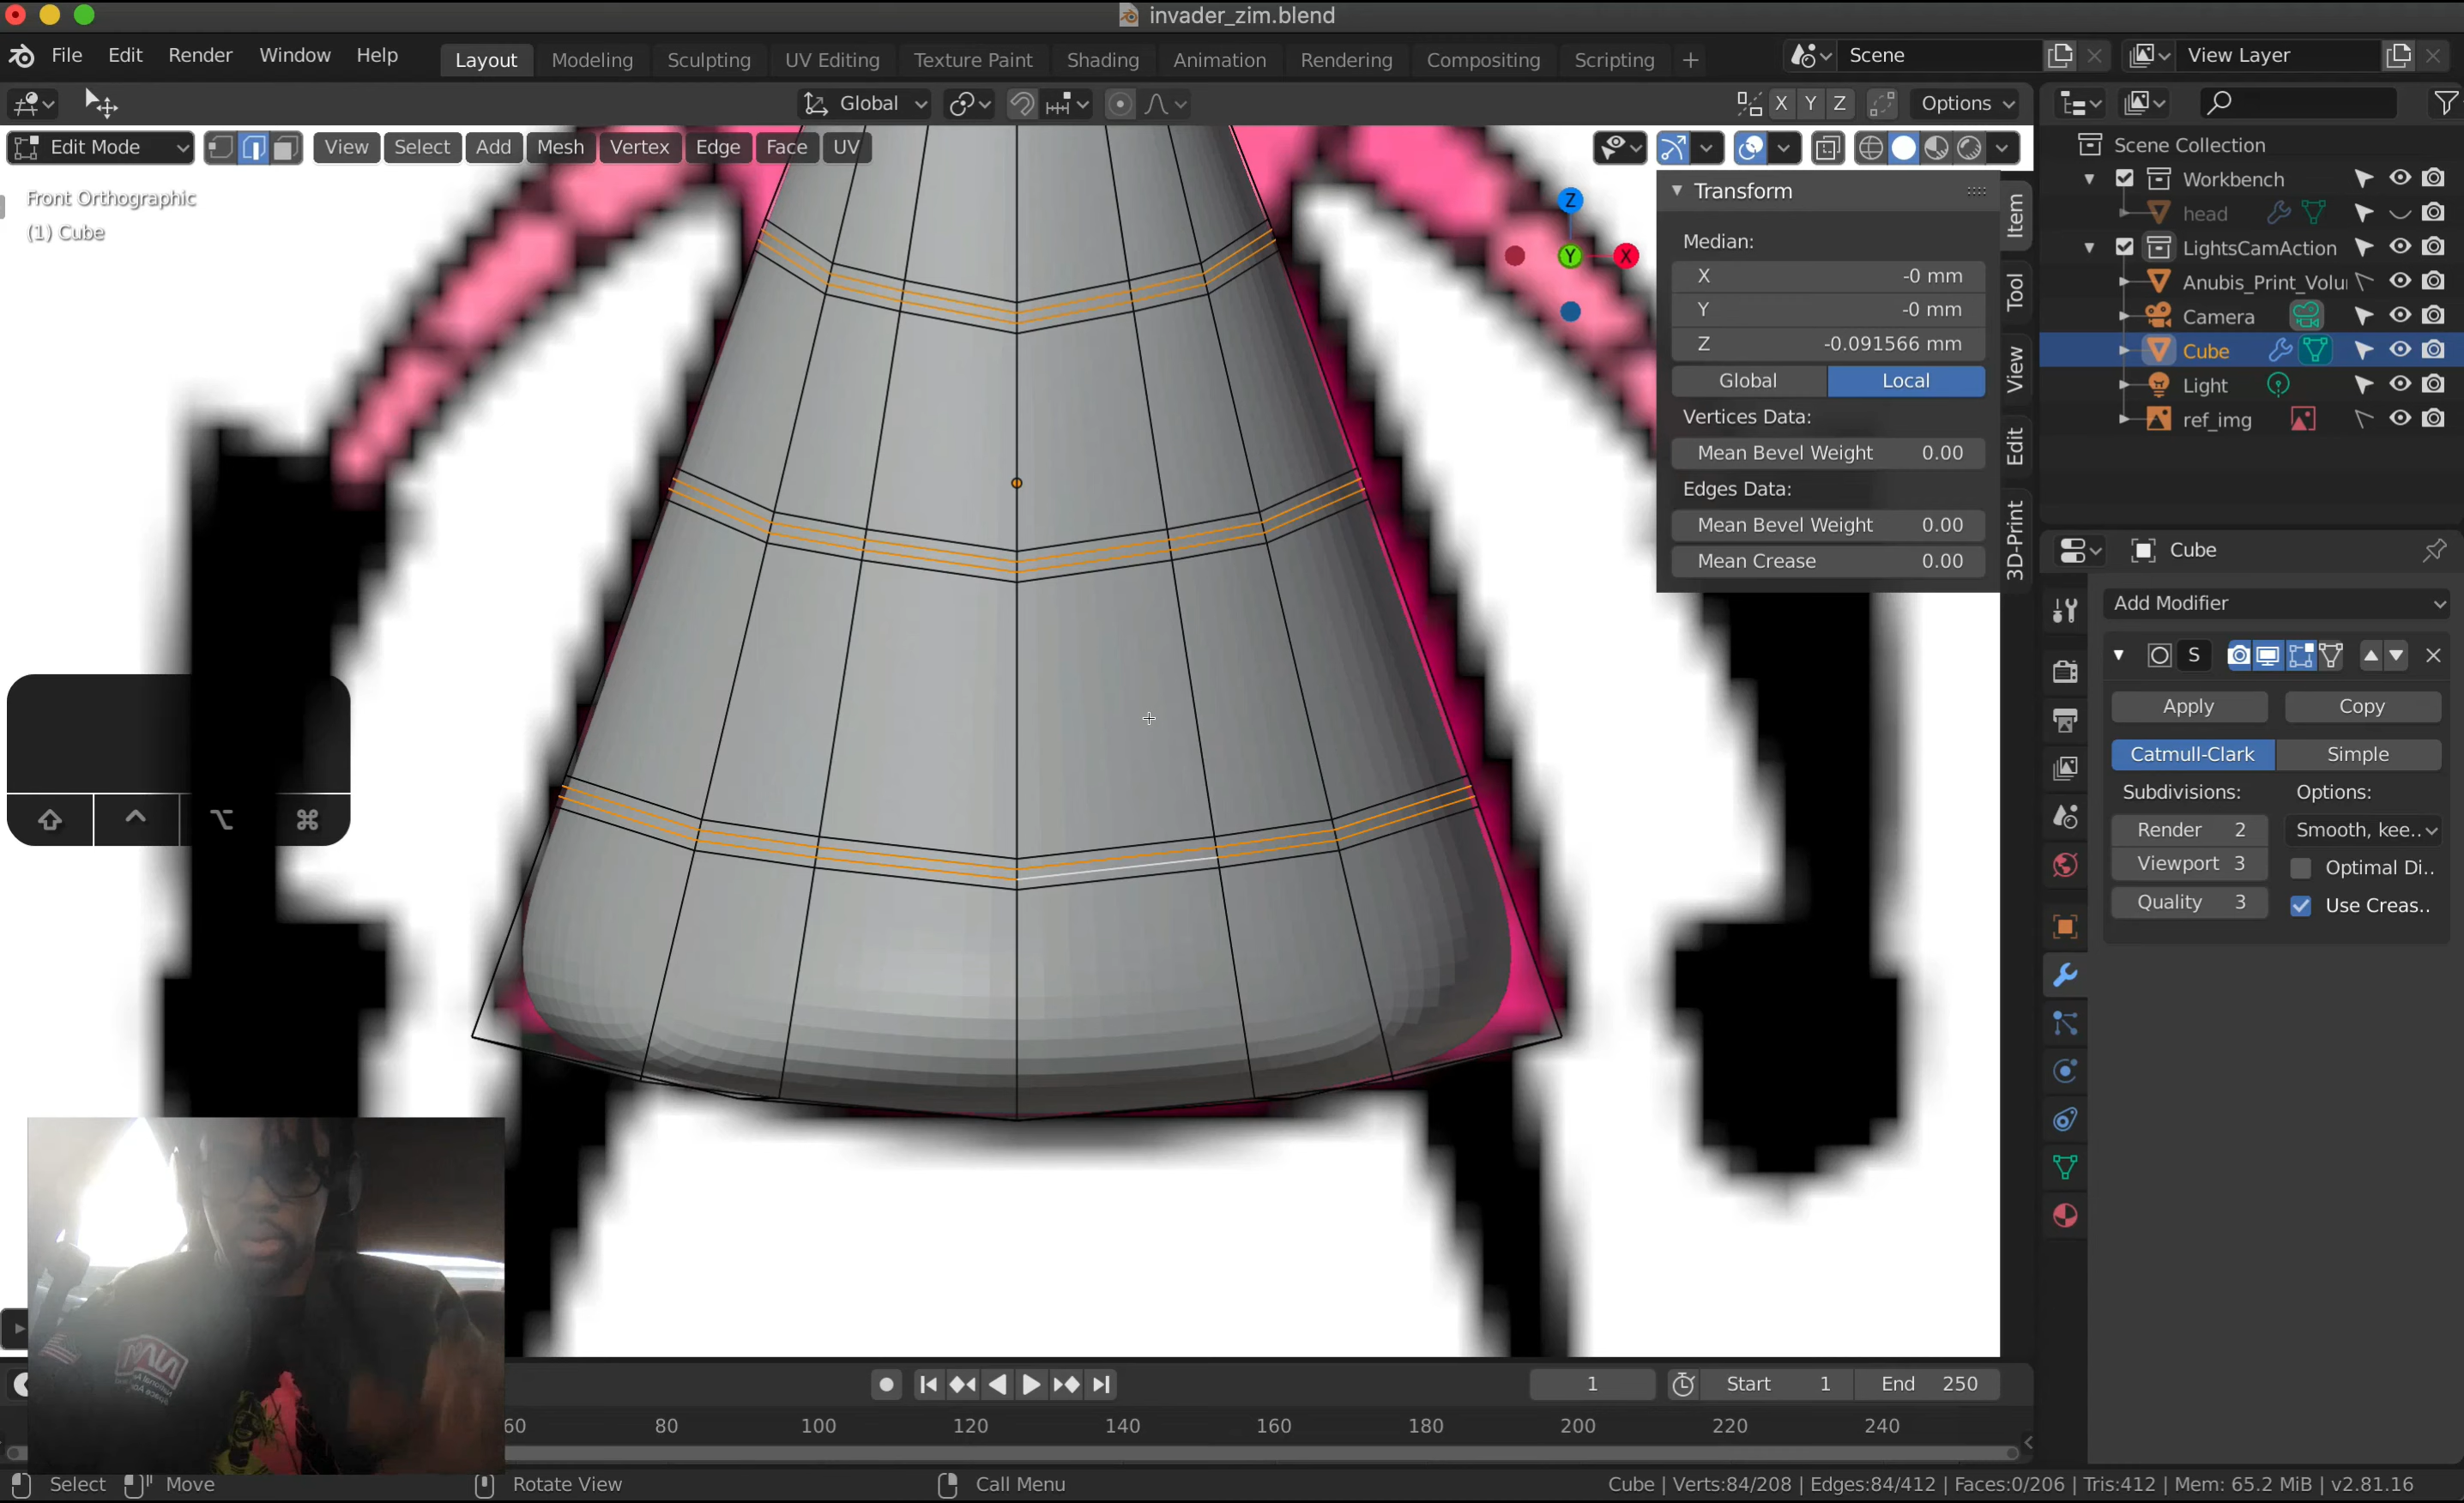 invader_zim.blend
File Edit Render Window Help Layout Modeling Sculpting UV Editing Texture Paint Shading Animation Rendering Compositing Scripting + Scene View Layer
Global X Y Z Options
Edit Mode View Select Add Mesh Vertex Edge Face UV
Front Orthographic
(1) Cube
Z
Y
X
Transform
Median:
X -0 mm
Y -0 mm
Z -0.091566 mm
Global Local
Vertices Data:
Mean Bevel Weight 0.00
Edges Data:
Mean Bevel Weight 0.00
Mean Crease 0.00
Item
Tool
View
Edit
3D-Print
Scene Collection
Workbench
head
LightsCamAction
Anubis_Print_Volu
Camera
Cube
Light
ref_img
Cube
Add Modifier
S
Apply Copy
Catmull-Clark Simple
Subdivisions: Options:
Render 2 Smooth, kee..
Viewport 3 Optimal Di..
Quality 3 Use Creas..
1 Start 1 End 250
60 80 100 120 140 160 180 200 220 240
Select Move Rotate View Call Menu Cube | Verts:84/208 | Edges:84/412 | Faces:0/206 | Tris:412 | Mem: 65.2 MiB | v2.81.16